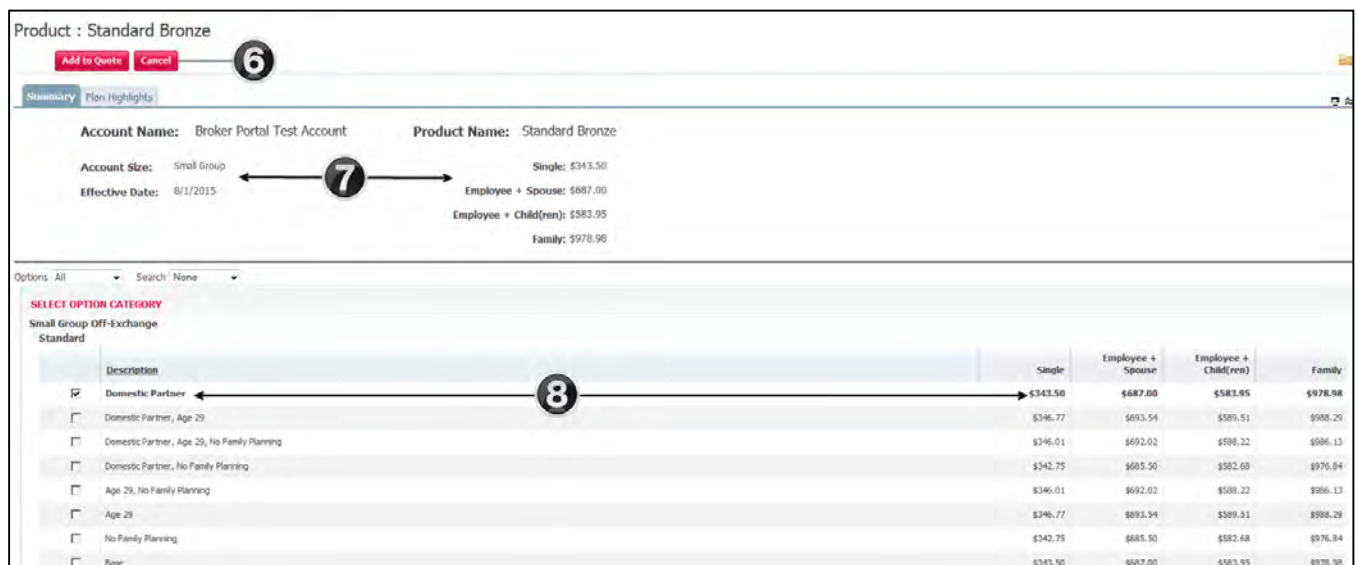 Product : Standard Bronze
Add to Quote Cancel 6
Summary Plan Highlights
Account Name: Broker Portal Test Account Product Name: Standard Bronze
Account Size: Small Group 7 Single: $343.50
Effective Date: 8/1/2015 Employee + Spouse: $687.00
Employee + Child(ren): $583.95
Family: $978.98
Options All Search None
SELECT OPTION CATEGORY
Small Group Off-Exchange
Standard
Description Single Employee + Spouse Employee + Child(ren) Family
Domestic Partner 8 $343.50 $687.00 $583.95 $978.98
Domestic Partner, Age 29 $346.77 $693.54 $589.51 $988.29
Domestic Partner, Age 29, No Family Planning $346.01 $692.02 $588.22 $986.13
Domestic Partner, No Family Planning $342.75 $685.50 $582.68 $976.84
Age 29, No Family Planning $346.01 $692.02 $588.22 $986.13
Age 29 $346.77 $693.54 $589.51 $988.29
No Family Planning $342.75 $685.50 $582.68 $976.84
Base $343.50 $687.00 $583.95 $978.98